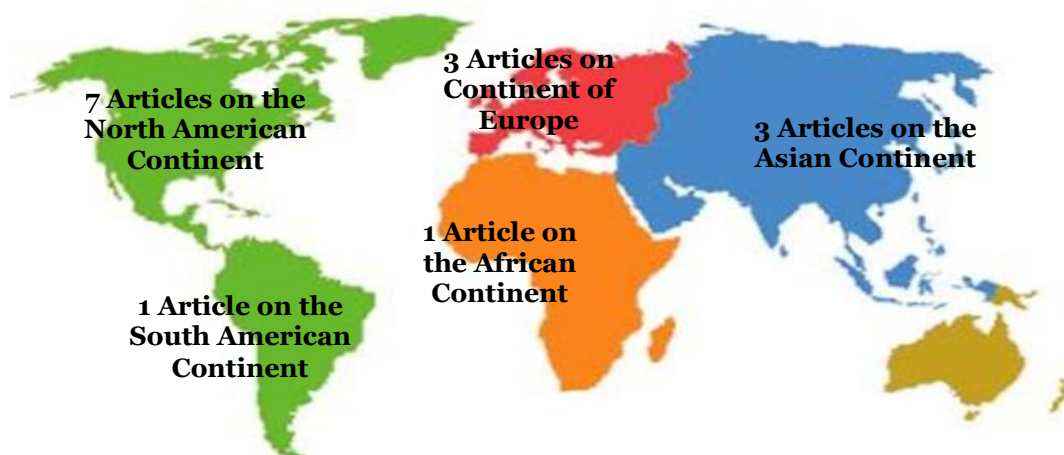 7 Articles on the
North American
Continent
3 Articles on
Continent of
Europe
3 Articles on the
Asian Continent
1 Article on
the African
Continent
1 Article on the
South American
Continent